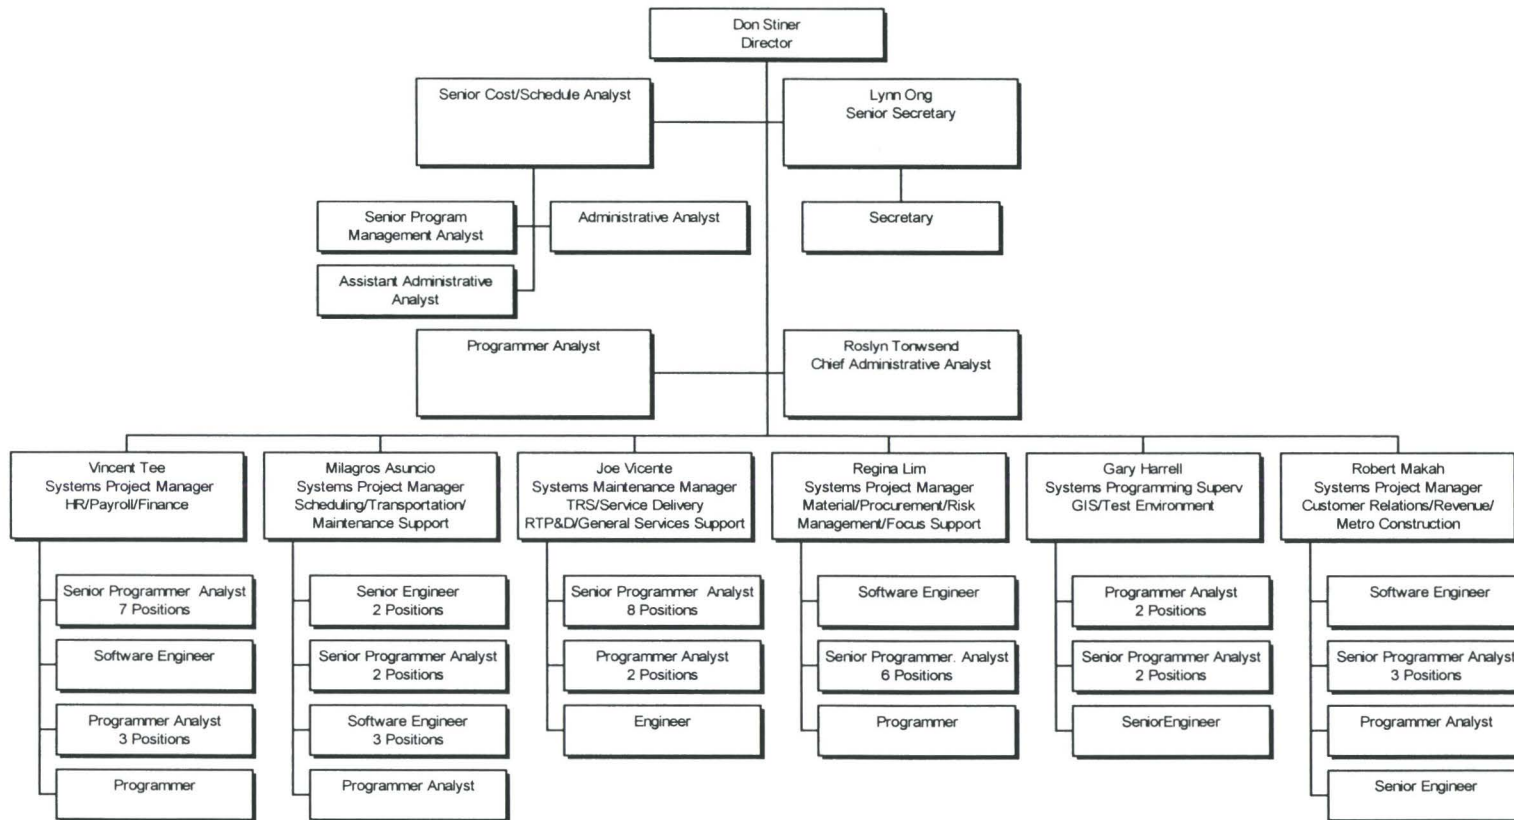 Don Stiner
Director
Senior Cost/Schedule Analyst
Lynn Ong
Senior Secretary
Senior Program
Management Analyst
Administrative Analyst
Secretary
Assistant Administrative
Analyst
Programmer Analyst
Roslyn Tonwsend
Chief Administrative Analyst
Vincent Tee
Systems Project Manager
HR/Payroll/Finance
Milagros Asuncio
Systems Project Manager
Scheduling/Transportation/
Maintenance Support
Joe Vicente
Systems Maintenance Manager
TRS/Service Delivery
RTP&D/General Services Support
Regina Lim
Systems Project Manager
Material/Procurement/Risk
Management/Focus Support
Gary Harrell
Systems Programming Superv
GIS/Test Environment
Robert Makah
Systems Project Manager
Customer Relations/Revenue/
Metro Construction
Senior Programmer Analyst
7 Positions
Software Engineer
Programmer Analyst
3 Positions
Programmer
Senior Engineer
2 Positions
Senior Programmer Analyst
2 Positions
Software Engineer
3 Positions
Programmer Analyst
Senior Programmer Analyst
8 Positions
Programmer Analyst
2 Positions
Engineer
Software Engineer
Senior Programmer. Analyst
6 Positions
Programmer
Programmer Analyst
2 Positions
Senior Programmer Analyst
2 Positions
SeniorEngineer
Software Engineer
Senior Programmer Analyst
3 Positions
Programmer Analyst
Senior Engineer